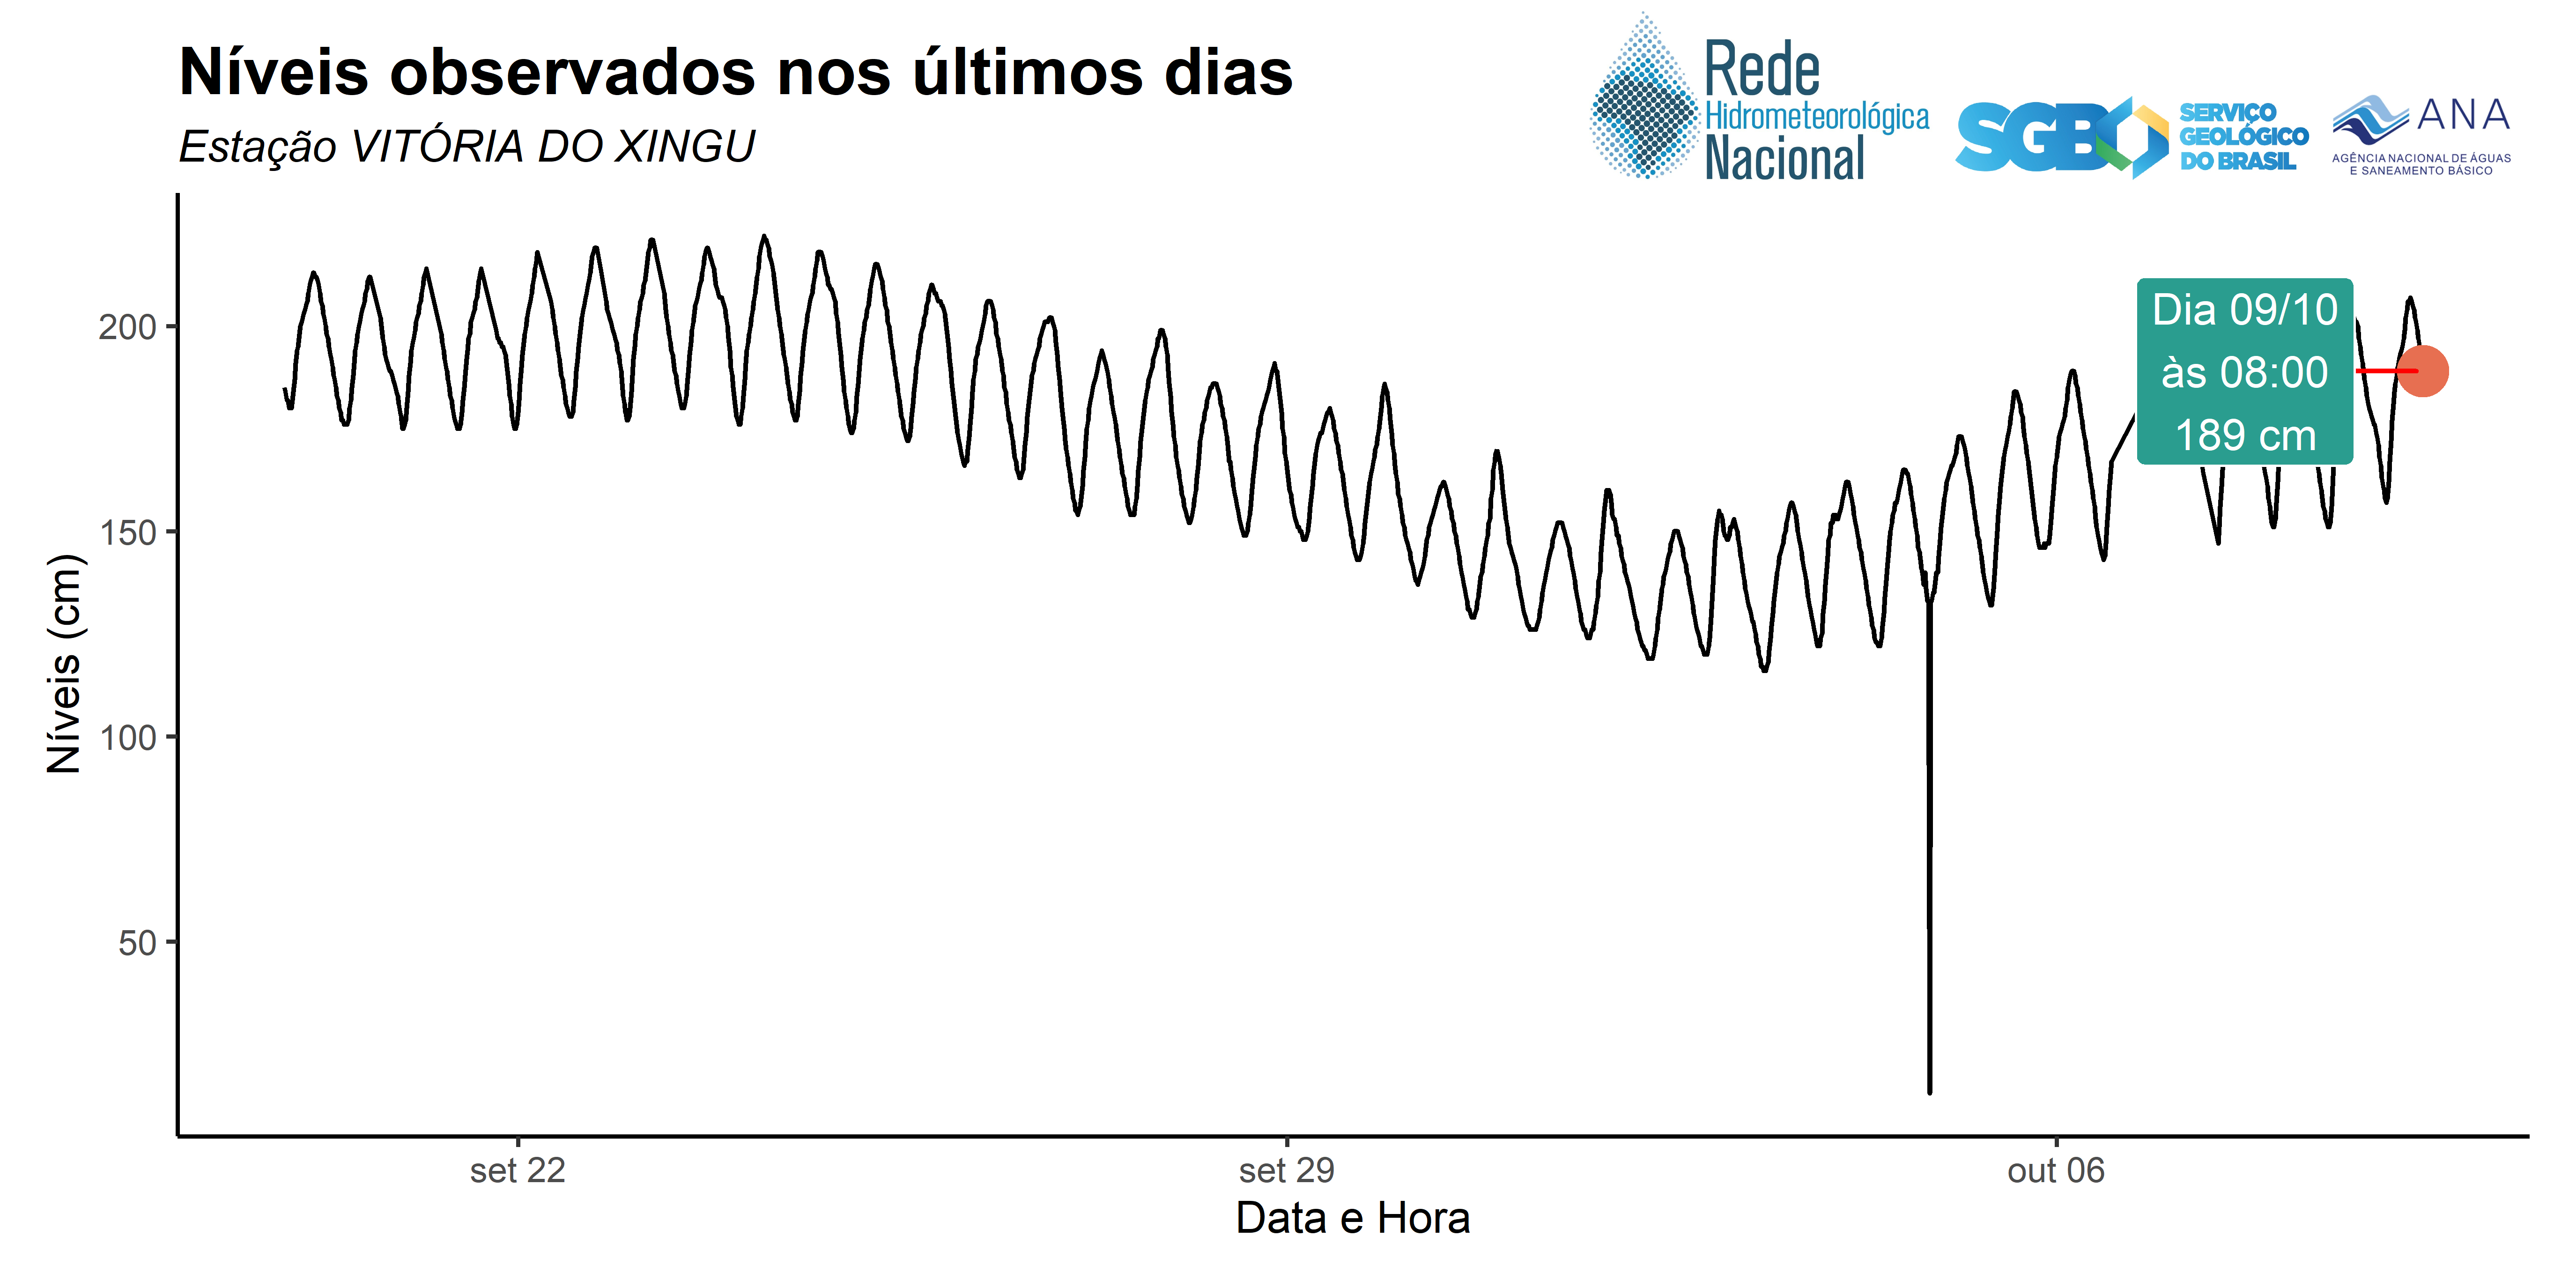 Níveis observados nos últimos dias
Estação VITÓRIA DO XINGU
Rede
Hidrometeorológica
Nacional
SGB
SERVIÇO
GEOLÓGICO
DO BRASIL
ANA
AGÊNCIA NACIONAL DE ÁGUAS
E SANEAMENTO BÁSICO
Níveis (cm)
200
150
100
50
Dia 09/10
às 08:00
189 cm
set 22
set 29
out 06
Data e Hora